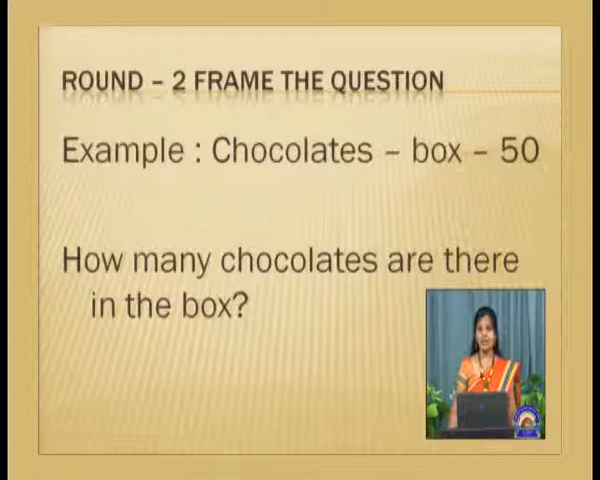 ROUND – 2 FRAME THE QUESTION
Example : Chocolates – box – 50
How many chocolates are there
in the box?